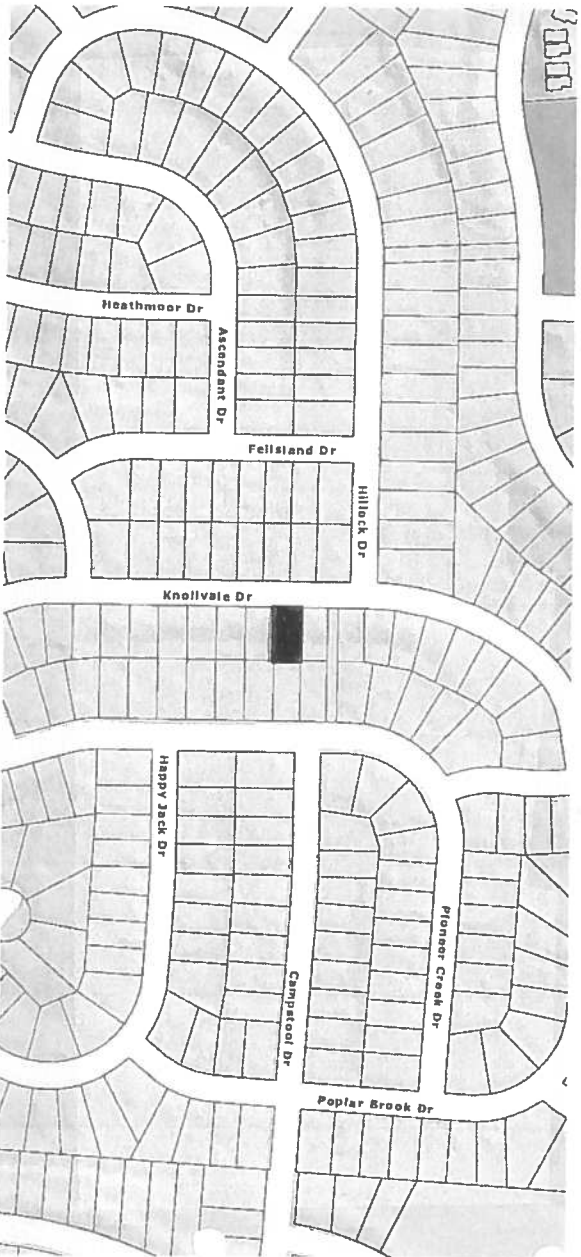 Heathmoor Dr
Ascendant Dr
Fellsland Dr
Hillock Dr
Knollvale Dr
Happy Jack Dr
Pioneer Creek Dr
Campstool Dr
Poplar Brook Dr